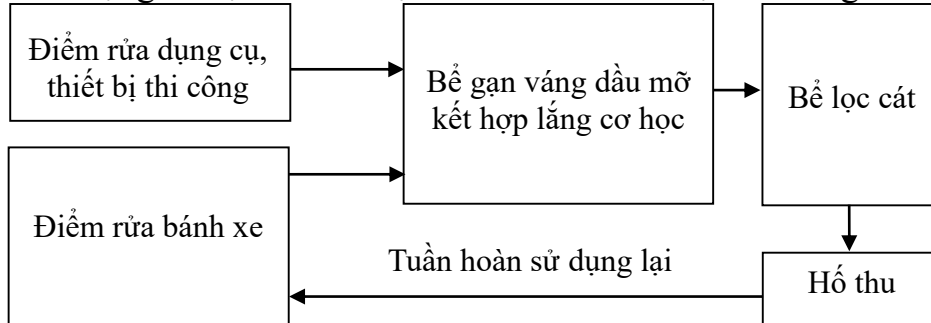 Điểm rửa dụng cụ,
thiết bị thi công
Bể gạn váng dầu mỡ
kết hợp lắng cơ học
Bể lọc cát
Điểm rửa bánh xe
Tuần hoàn sử dụng lại
Hố thu